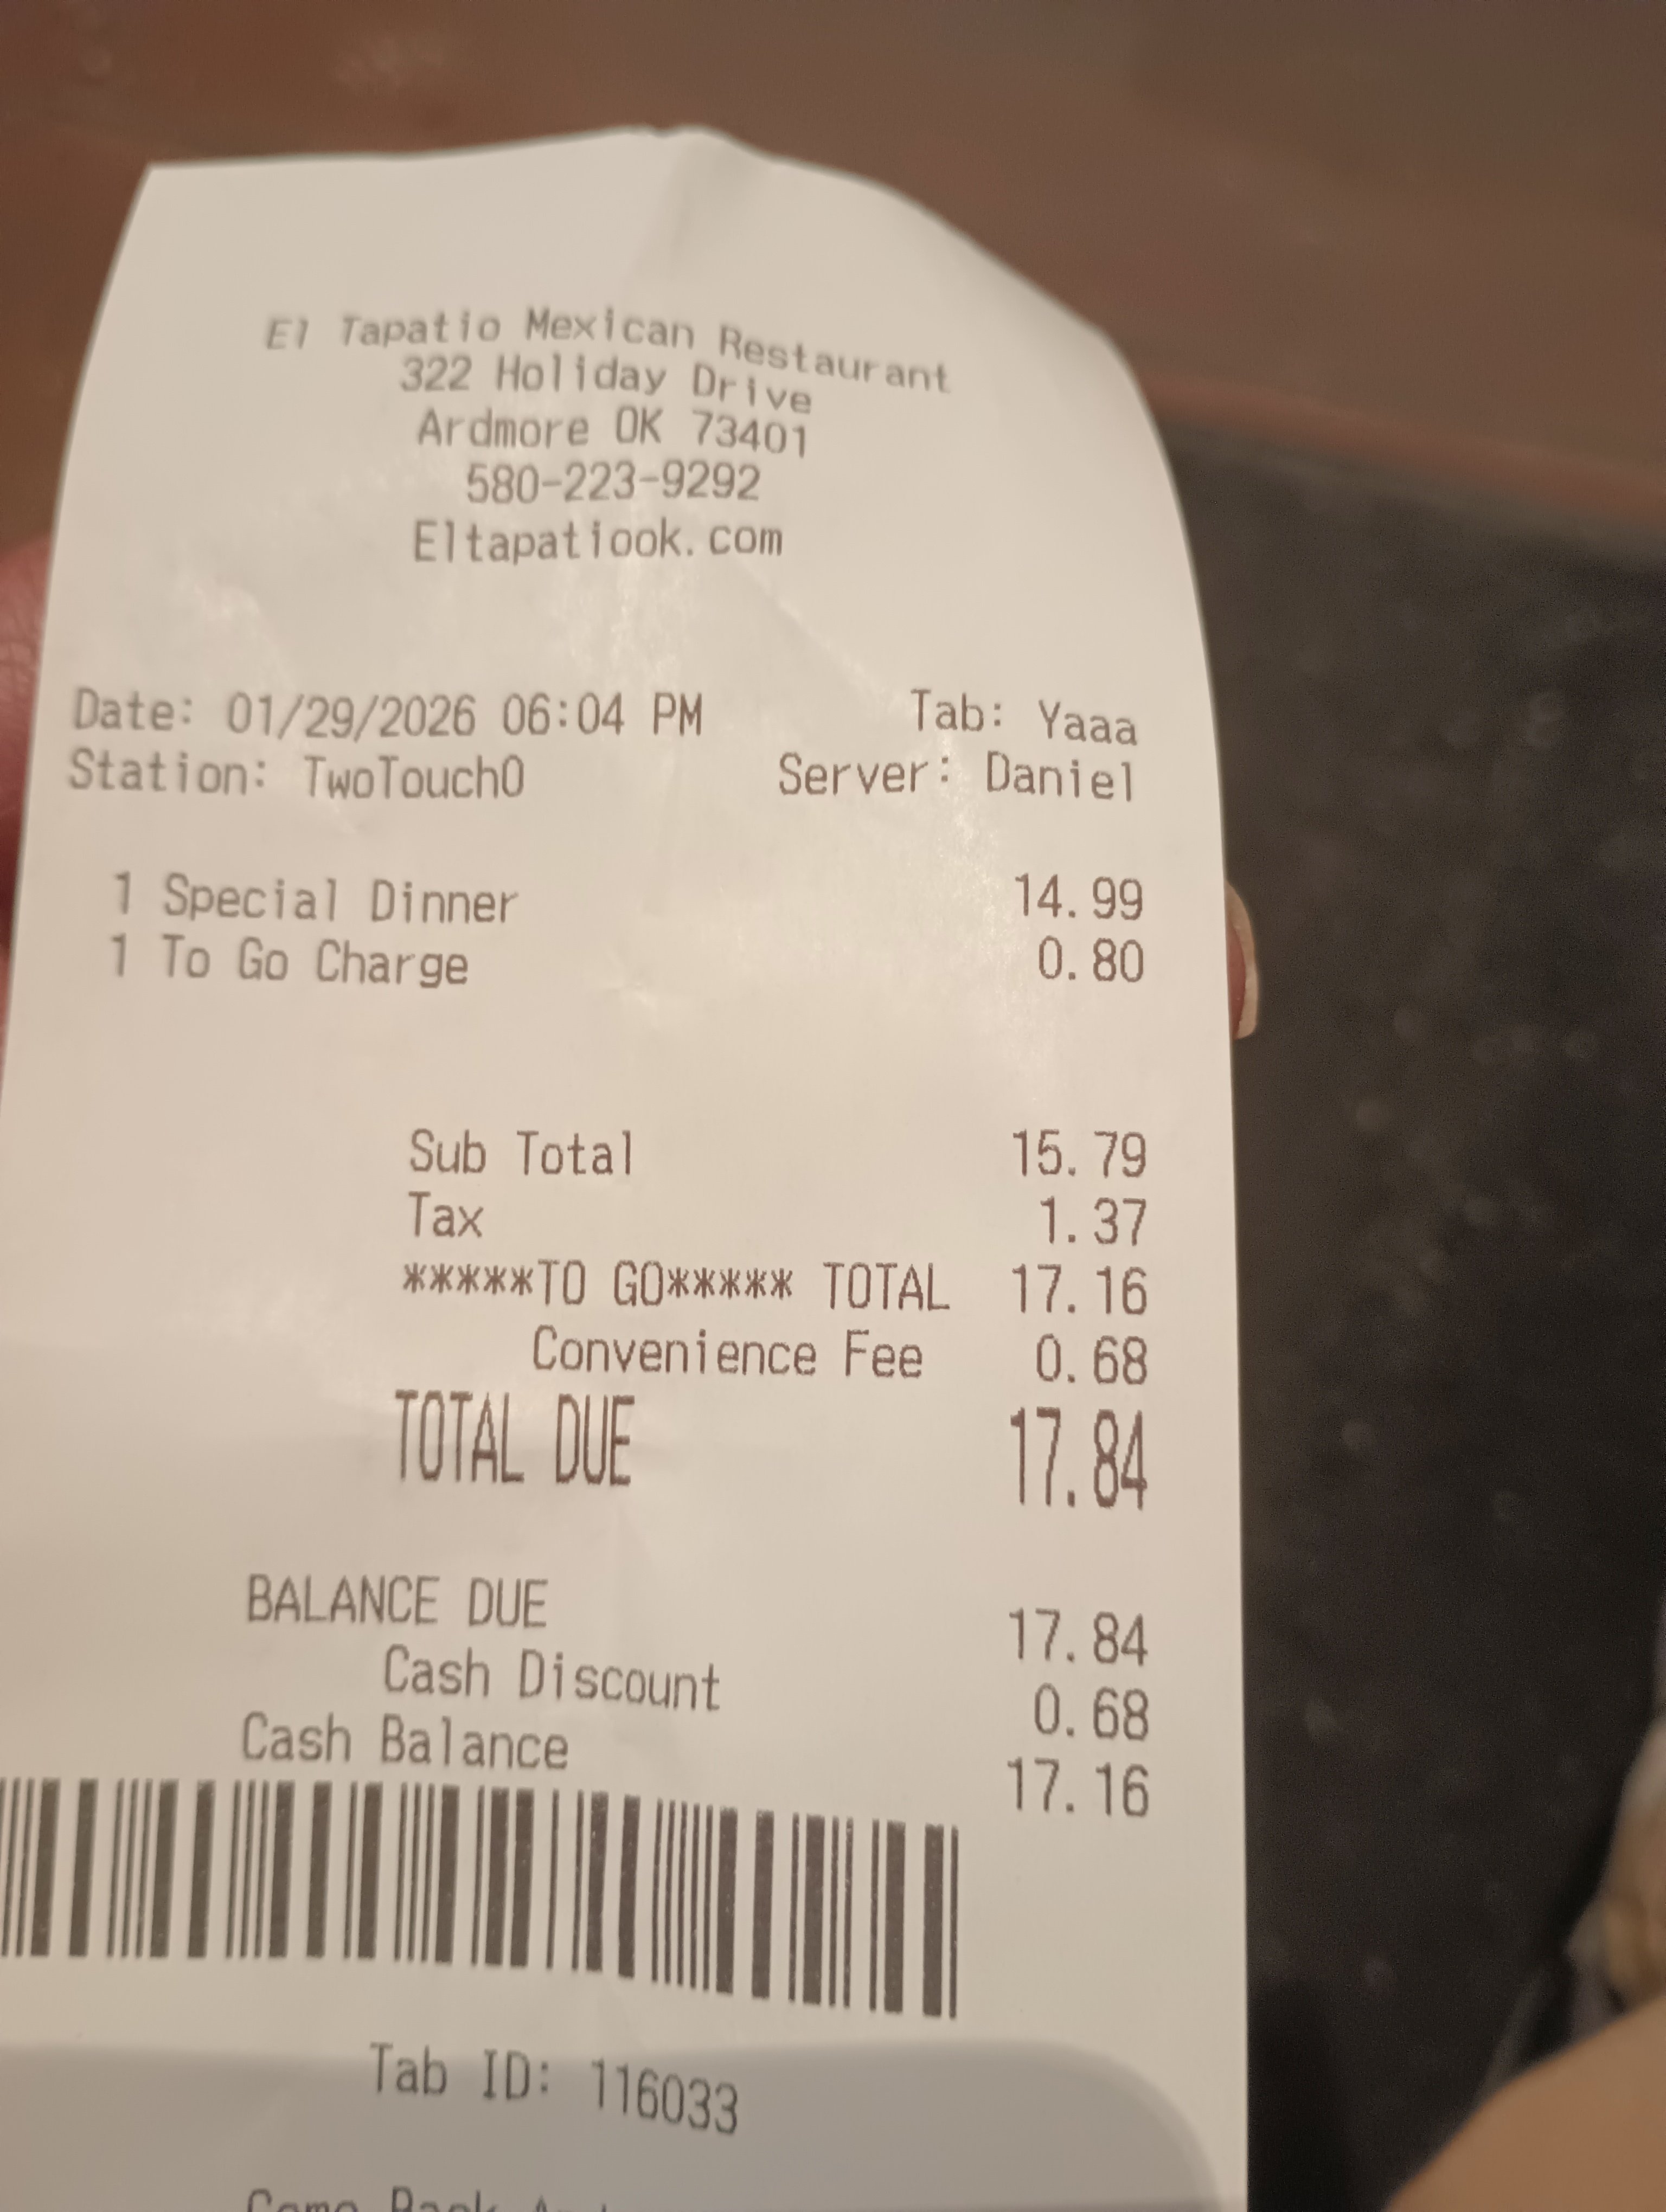 El Tapatio Mexican Restaurant
322 Holiday Drive
Ardmore OK 73401
580-223-9292
Eltapatiook.com
Date: 01/29/2026 06:04 PM Tab: Yaaa
Station: TwoTouch0 Server: Daniel
1 Special Dinner 14.99
1 To Go Charge 0.80
Sub Total 15.79
Tax 1.37
*****TO GO***** TOTAL 17.16
Convenience Fee 0.68
TOTAL DUE 17.84
BALANCE DUE 17.84
Cash Discount 0.68
Cash Balance 17.16
Tab ID: 116033
Come Back